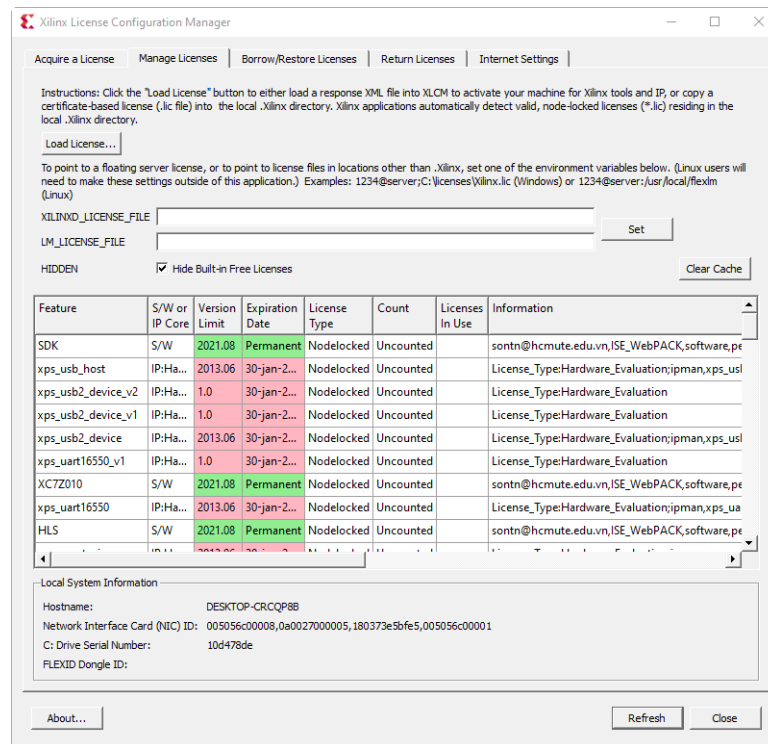 Xilinx License Configuration Manager
Acquire a License Manage Licenses Borrow/Restore Licenses Return Licenses Internet Settings
Instructions: Click the "Load License" button to either load a response XML file into XLCM to activate your machine for Xilinx tools and IP, or copy a
certificate-based license (.lic file) into the local .Xilinx directory. Xilinx applications automatically detect valid, node-locked licenses (*.lic) residing in the
local .Xilinx directory.
Load License...
To point to a floating server license, or to point to license files in locations other than .Xilinx, set one of the environment variables below. (Linux users will
need to make these settings outside of this application.) Examples: 1234@server;C:\licenses\Xilinx.lic (Windows) or 1234@server:/usr/local/flexlm
(Linux)
XILINXD_LICENSE_FILE
Set
LM_LICENSE_FILE
HIDDEN Hide Built-in Free Licenses Clear Cache
Feature S/W or IP Core Version Limit Expiration Date License Type Count Licenses In Use Information
SDK S/W 2021.08 Permanent Nodelocked Uncounted sontn@hcmute.edu.vn,ISE_WebPACK,software,pe
xps_usb_host IP:Ha... 2013.06 30-jan-2... Nodelocked Uncounted License_Type:Hardware_Evaluation;ipman,xps_usl
xps_usb2_device_v2 IP:Ha... 1.0 30-jan-2... Nodelocked Uncounted License_Type:Hardware_Evaluation
xps_usb2_device_v1 IP:Ha... 1.0 30-jan-2... Nodelocked Uncounted License_Type:Hardware_Evaluation
xps_usb2_device IP:Ha... 2013.06 30-jan-2... Nodelocked Uncounted License_Type:Hardware_Evaluation;ipman,xps_usl
xps_uart16550_v1 IP:Ha... 1.0 30-jan-2... Nodelocked Uncounted License_Type:Hardware_Evaluation
XC7Z010 S/W 2021.08 Permanent Nodelocked Uncounted sontn@hcmute.edu.vn,ISE_WebPACK,software,pe
xps_uart16550 IP:Ha... 2013.06 30-jan-2... Nodelocked Uncounted License_Type:Hardware_Evaluation;ipman,xps_ua
HLS S/W 2021.08 Permanent Nodelocked Uncounted sontn@hcmute.edu.vn,ISE_WebPACK,software,pe
Local System Information
Hostname: DESKTOP-CRCQP8B
Network Interface Card (NIC) ID: 005056c00008,0a0027000005,180373e5bfe5,005056c00001
C: Drive Serial Number: 10d478de
FLEXID Dongle ID:
About... Refresh Close